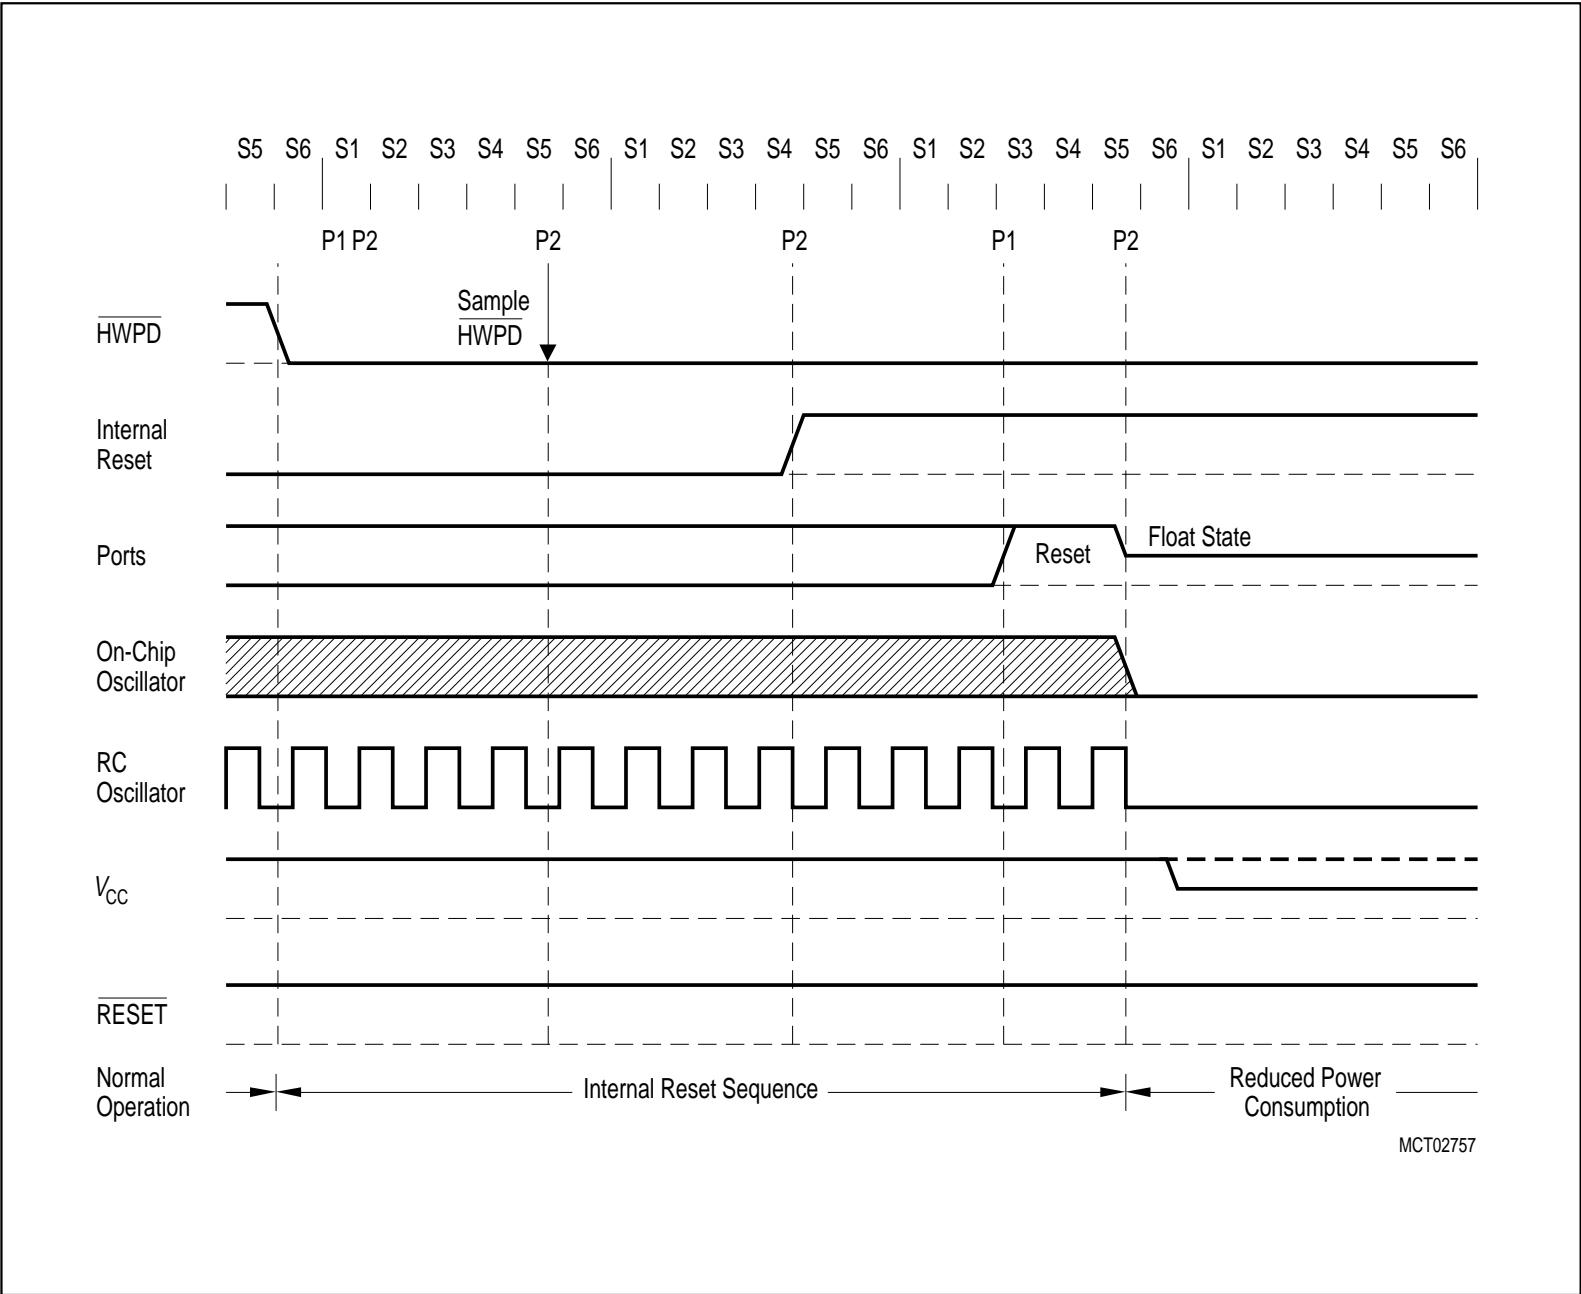 S5 S6 S1 S2 S3 S4 S5 S6 S1 S2 S3 S4 S5 S6 S1 S2 S3 S4 S5 S6 S1 S2 S3 S4 S5 S6
P1 P2 P2 P2 P1 P2
Sample
HWPD
HWPD
Internal
Reset
Ports
Reset
Float State
On-Chip
Oscillator
RC
Oscillator
VCC
RESET
Normal
Operation
Internal Reset Sequence
Reduced Power
Consumption
MCT02757